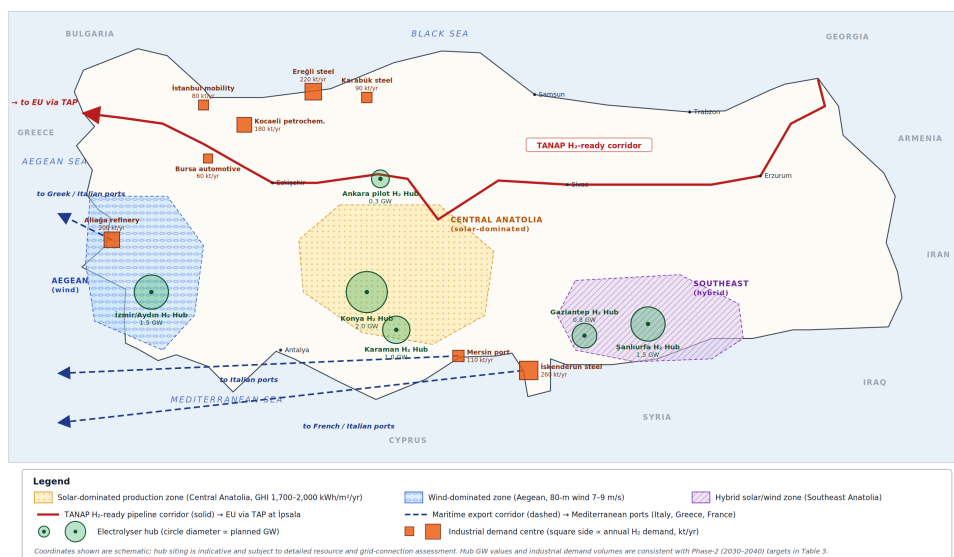 BULGARIA
BLACK SEA
GEORGIA
Ereğli steel
220 kt/yr
Karabük steel
90 kt/yr
İstanbul mobility
80 kt/yr
Samsun
→ to EU via TAP
Trabzon
Kocaeli petrochem.
180 kt/yr
GREECE
ARMENIA
TANAP H₂-ready corridor
AEGEAN SEA
Bursa automotive
60 kt/yr
Eskişehir
Sivas
Erzurum
to Greek / Italian ports
Ankara pilot H₂ Hub
0.3 GW
Aliağa refinery
200 kt/yr
CENTRAL ANATOLIA
(solar-dominated)
IRAN
AEGEAN
(wind)
SOUTHEAST
(hybrid)
İzmir/Aydın H₂ Hub
1.5 GW
Konya H₂ Hub
2.0 GW
Gaziantep H₂ Hub
0.8 GW
Karaman H₂ Hub
1.0 GW
Şanlıurfa H₂ Hub
1.5 GW
Antalya
Mersin port
110 kt/yr
İskenderun steel
260 kt/yr
to Italian ports
IRAQ
MEDITERRANEAN SEA
SYRIA
to French / Italian ports
CYPRUS
Legend
Solar-dominated production zone (Central Anatolia, GHI 1,700–2,000 kWh/m²/yr)
Wind-dominated zone (Aegean, 80-m wind 7–9 m/s)
Hybrid solar/wind zone (Southeast Anatolia)
TANAP H₂-ready pipeline corridor (solid) → EU via TAP at İpsala
Maritime export corridor (dashed) → Mediterranean ports (Italy, Greece, France)
Electrolyser hub (circle diameter ∝ planned GW)
Industrial demand centre (square side ∝ annual H₂ demand, kt/yr)
Coordinates shown are schematic; hub siting is indicative and subject to detailed resource and grid-connection assessment. Hub GW values and industrial demand volumes are consistent with Phase-2 (2030–2040) targets in Table 3.